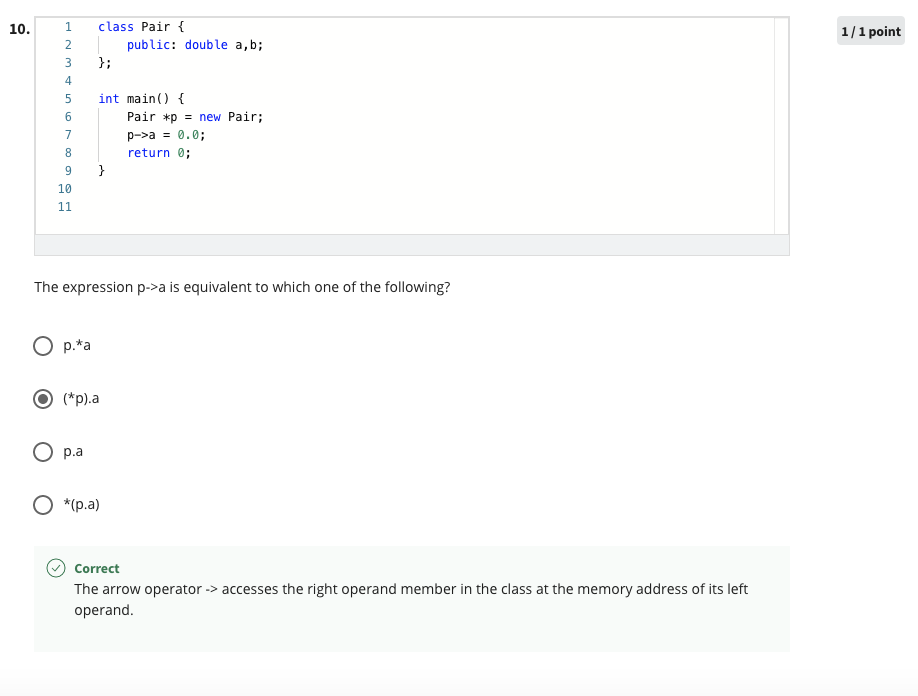 10.
1 / 1 point
1 class Pair {
2 public: double a,b;
3 };
4
5 int main() {
6 Pair *p = new Pair;
7 p->a = 0.0;
8 return 0;
9 }
10
11
The expression p->a is equivalent to which one of the following?
p.*a
(*p).a
p.a
*(p.a)
Correct
The arrow operator -> accesses the right operand member in the class at the memory address of its left
operand.